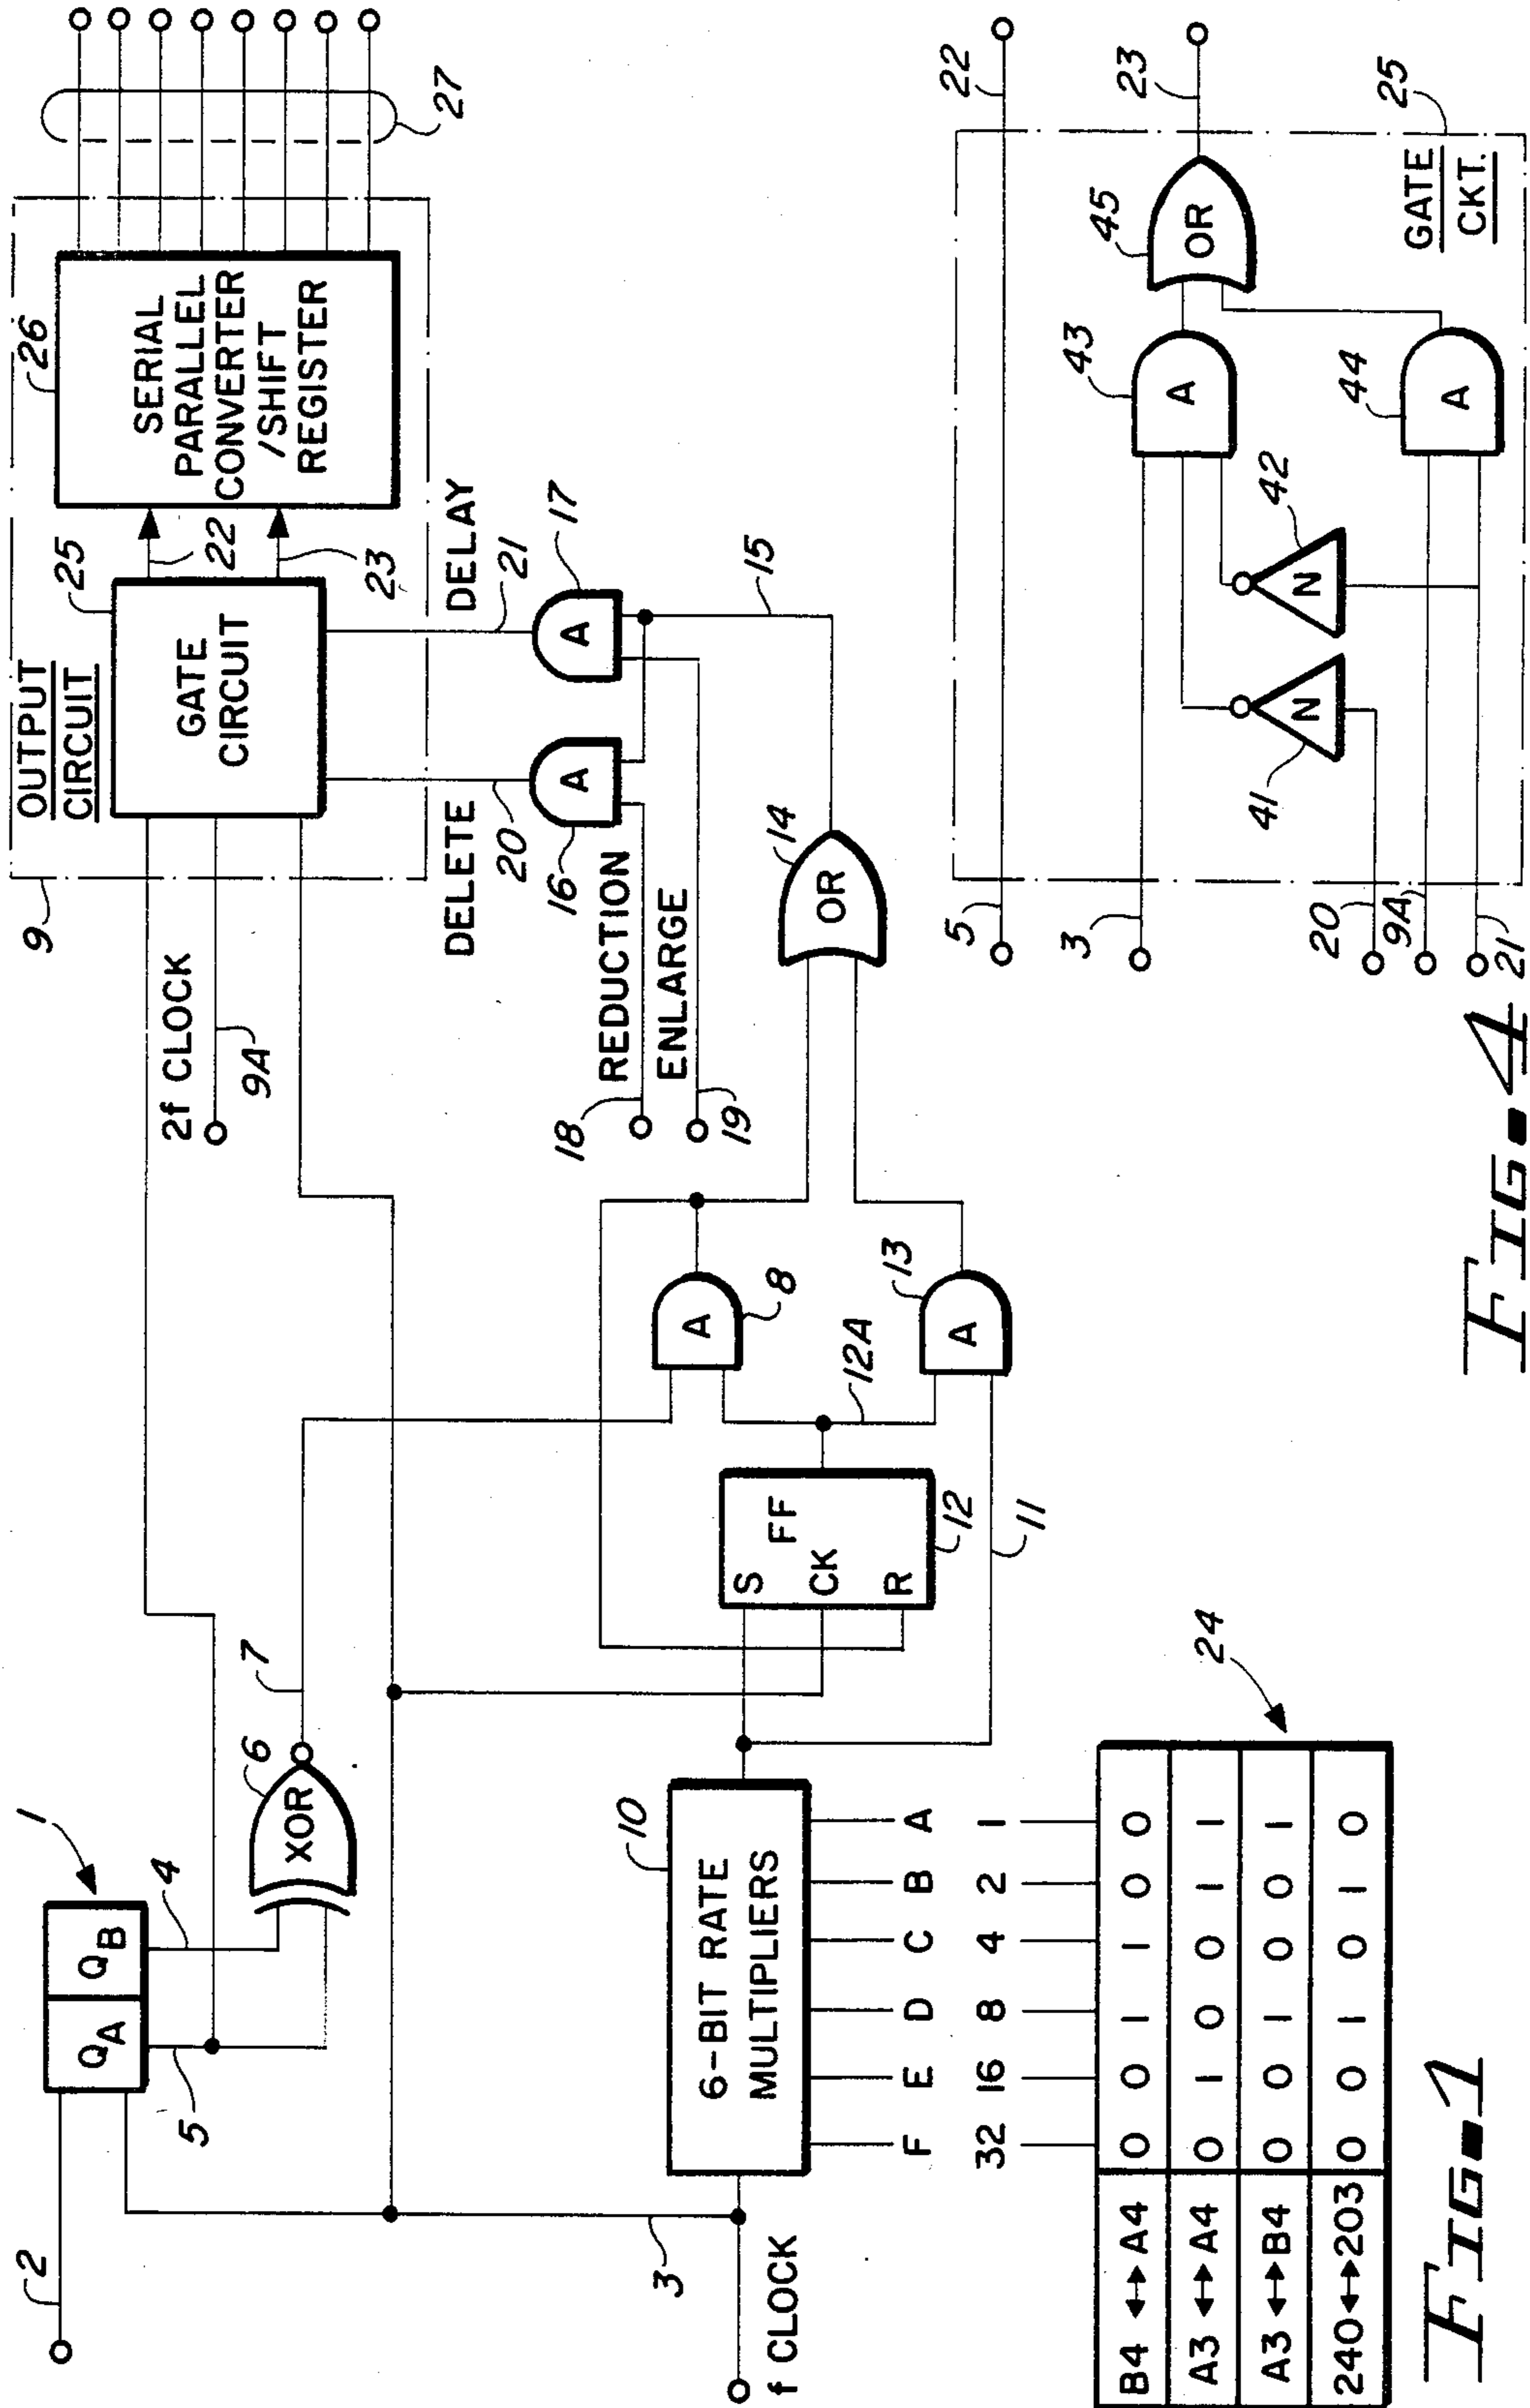 1
2
Q_A Q_B
4
5
XOR
6
7
f CLOCK
3
6-BIT RATE
MULTIPLIERS
10
F E D C B A
32 16 8 4 2 1
B4 ↔ A4 0 0 1 1 0 0
A3 ↔ A4 0 1 0 0 1 1
A3 ↔ B4 0 0 1 0 0 1
240 ↔ 203 0 0 1 0 1 0
24
S
FF
CK
R
12
11
12A
A
8
A
13
OR
14
15
REDUCTION
18
ENLARGE
19
A
16
A
17
DELETE
20
DELAY
21
2f CLOCK
9A
9
OUTPUT
CIRCUIT
GATE
CIRCUIT
25
22
23
26
SERIAL
PARALLEL
CONVERTER
/SHIFT
REGISTER
27
FIG.1
5
22
3
20
9A
21
N
41
N
42
A
43
A
44
OR
45
23
25
GATE
CKT.
FIG.4